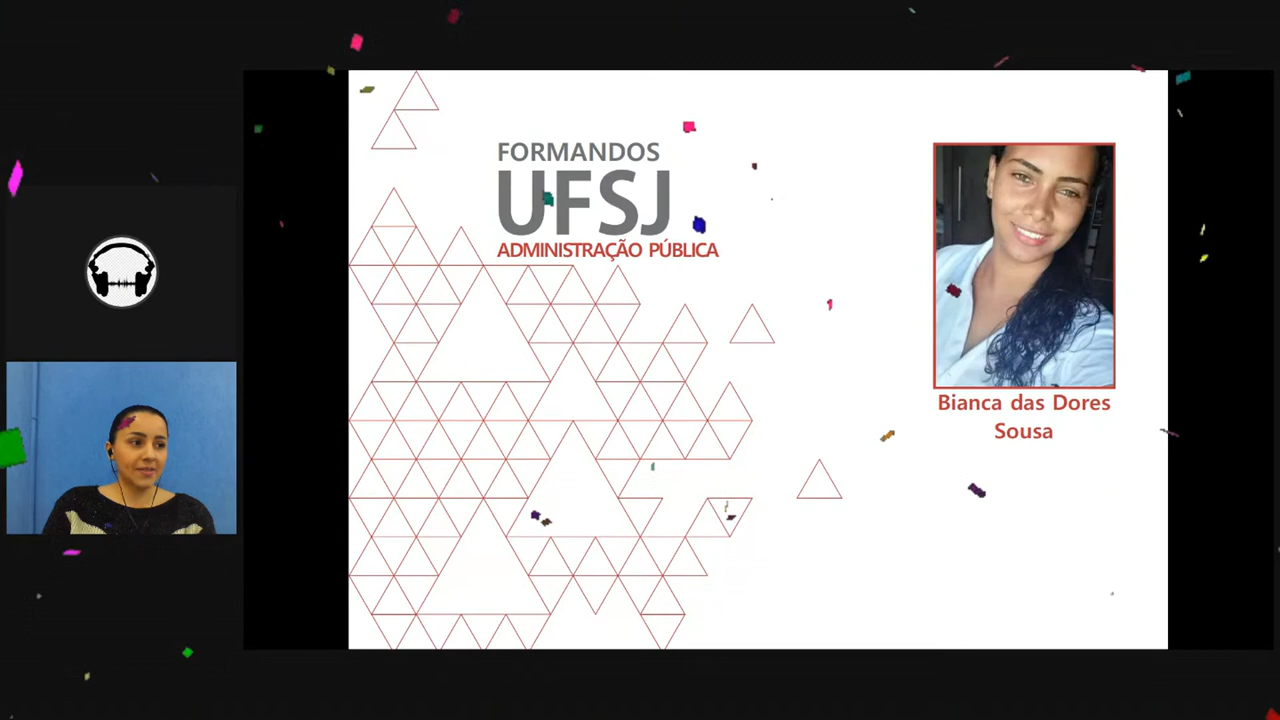 FORMANDOS
UFSJ
ADMINISTRAÇÃO PÚBLICA
Bianca das Dores
Sousa